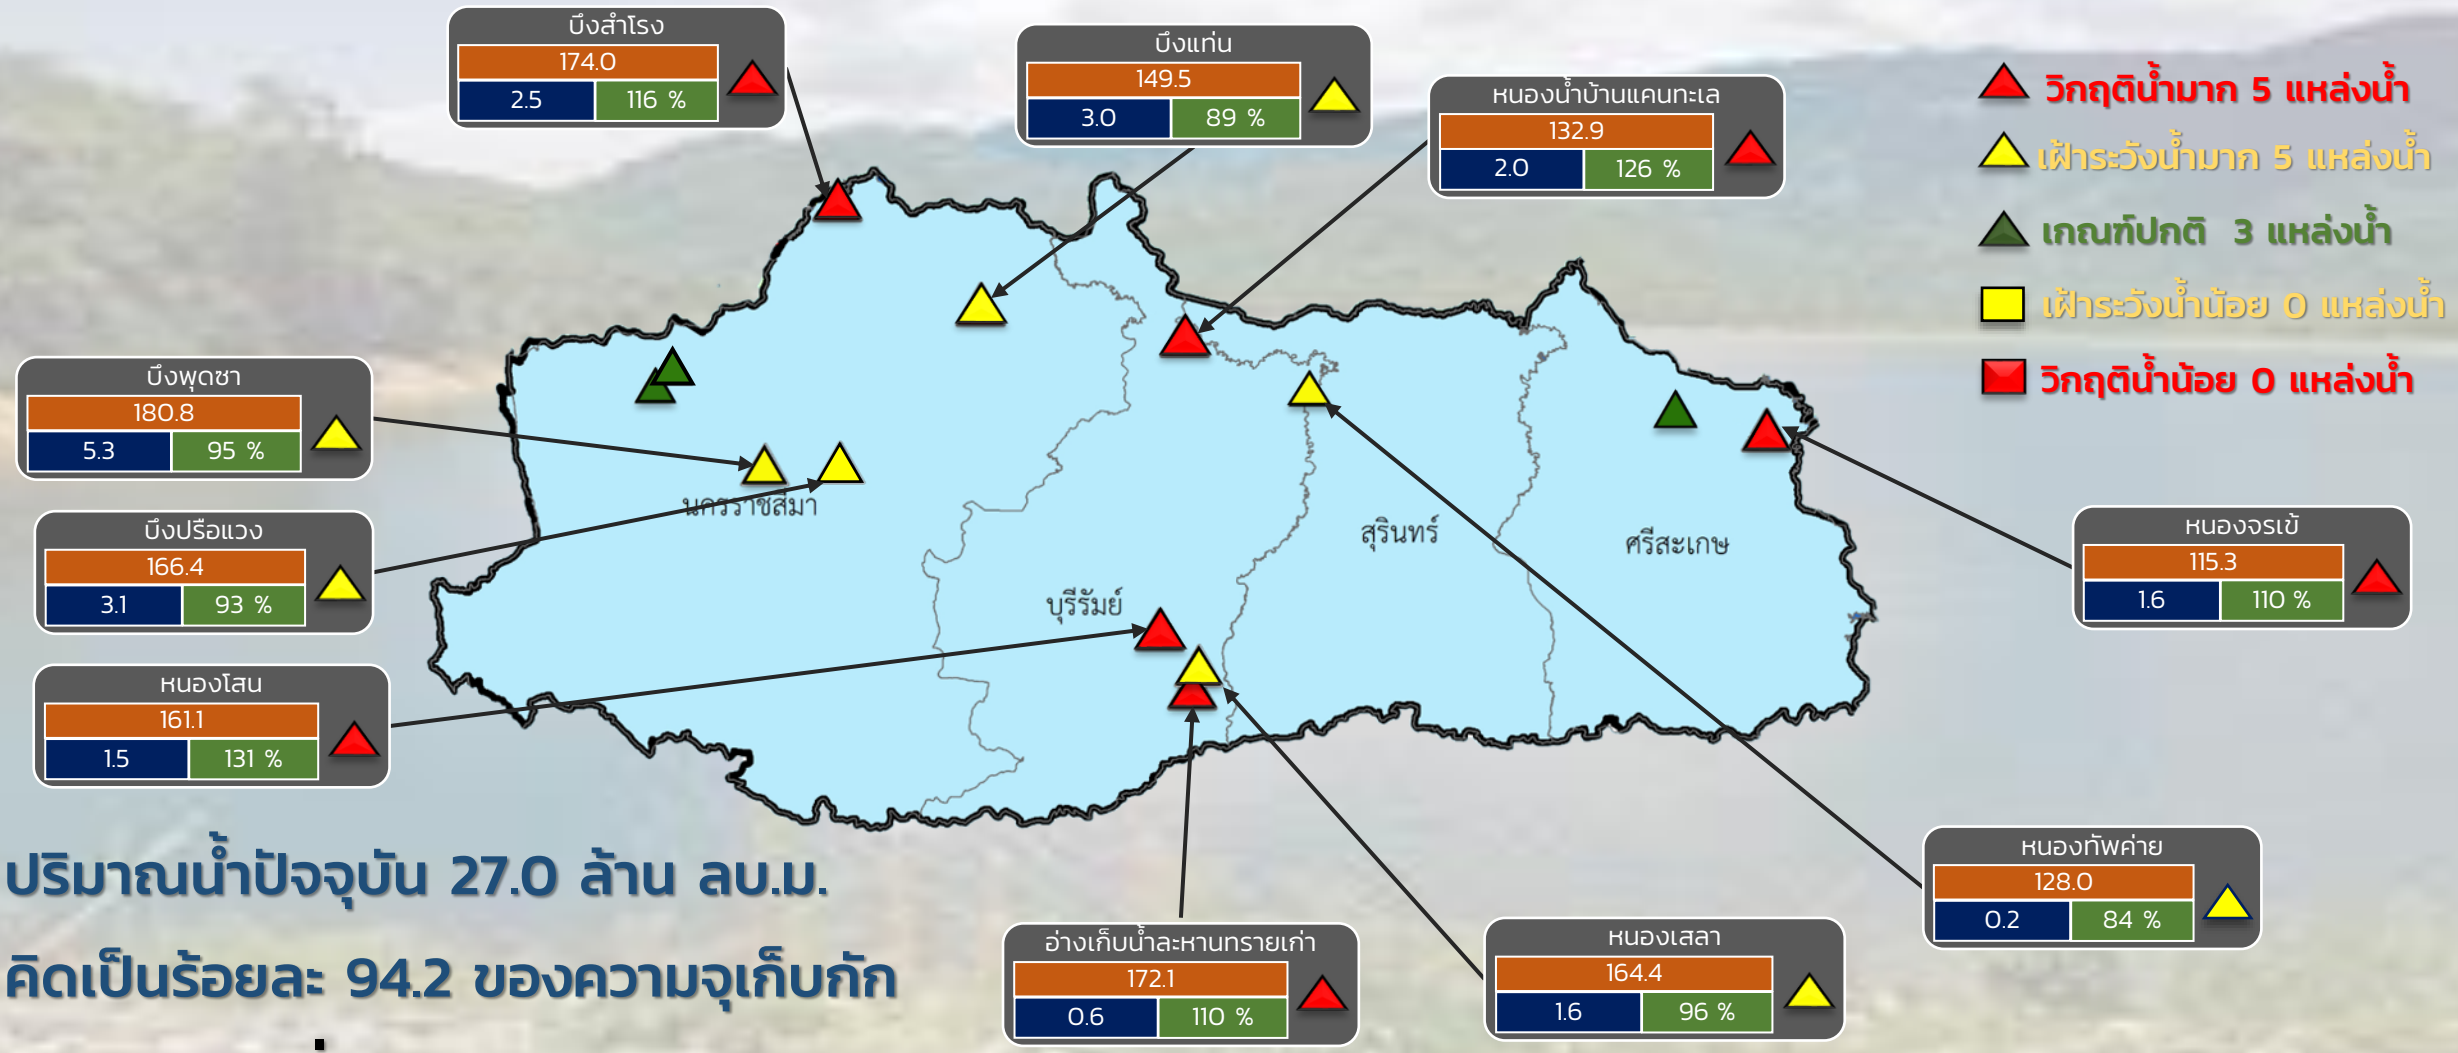 บึงสำโรง
174.0
2.5 116 %
บึงแท่น
149.5
3.0 89 %
หนองน้ำบ้านแคนทะเล
132.9
2.0 126 %
วิกฤติน้ำมาก 5 แหล่งน้ำ
เฝ้าระวังน้ำมาก 5 แหล่งน้ำ
เกณฑ์ปกติ 3 แหล่งน้ำ
เฝ้าระวังน้ำน้อย 0 แหล่งน้ำ
วิกฤติน้ำน้อย 0 แหล่งน้ำ
บึงพุดซา
180.8
5.3 95 %
บึงปรือแวง
166.4
3.1 93 %
หนองโสน
161.1
1.5 131 %
นครราชสีมา
บุรีรัมย์
สุรินทร์
ศรีสะเกษ
หนองจรเข้
115.3
1.6 110 %
หนองทัพค่าย
128.0
0.2 84 %
อ่างเก็บน้ำละหานทรายเก่า
172.1
0.6 110 %
หนองเสลา
164.4
1.6 96 %
ปริมาณน้ำปัจจุบัน 27.0 ล้าน ลบ.ม.
คิดเป็นร้อยละ 94.2 ของความจุเก็บกัก